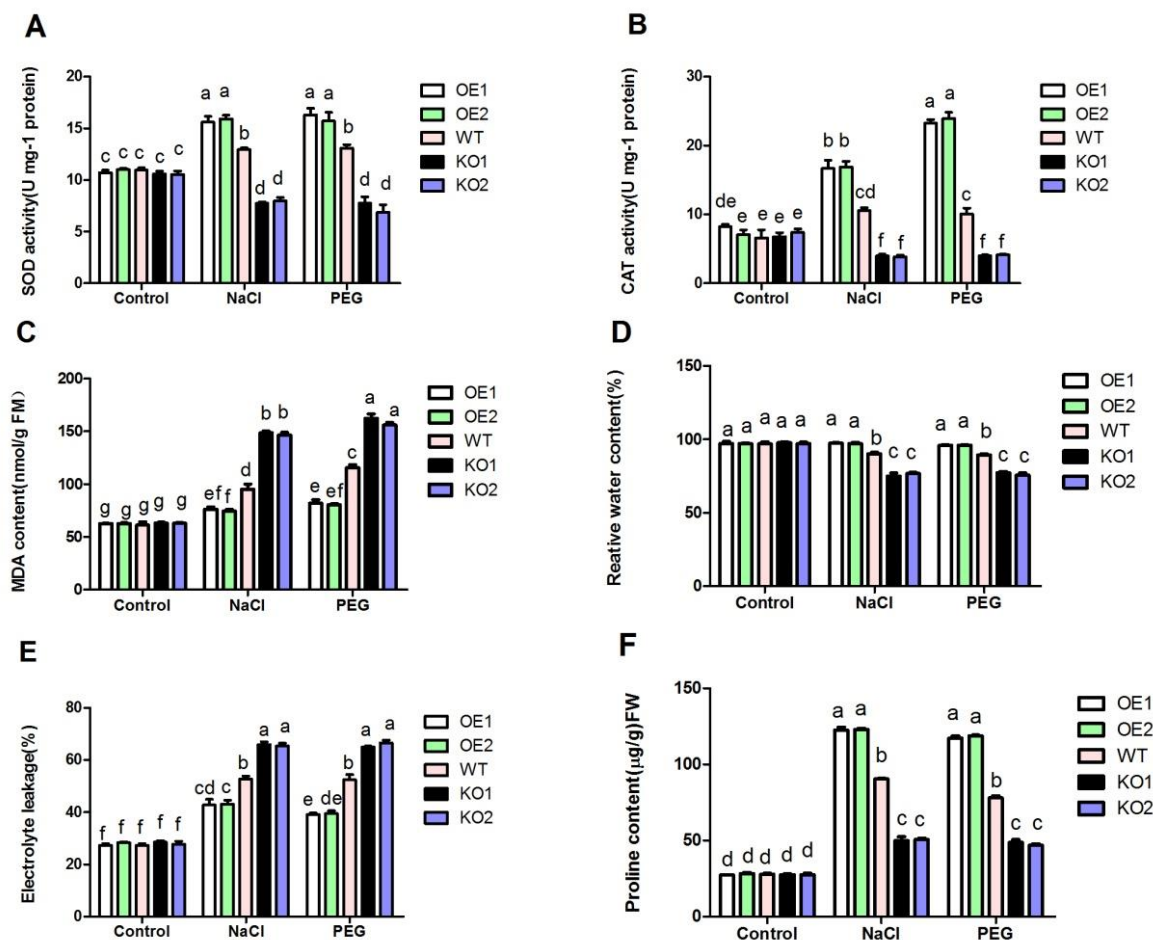 A
SOD activity(U mg-1 protein)
20
15
10
5
0
c c c c c
a a b d d
a a b d d
Control NaCl PEG
OE1
OE2
WT
KO1
KO2
B
CAT activity(U mg-1 protein)
30
20
10
0
de e e e e
b b cd f f
a a c f f
Control NaCl PEG
OE1
OE2
WT
KO1
KO2
C
MDA content(nmol/g FM)
200
150
100
50
0
g g g g g
ef f d b b
e ef c a a
Control NaCl PEG
OE1
OE2
WT
KO1
KO2
D
Reative water content(%)
150
100
50
0
a a a a a
a a b c c
a a b c c
Control NaCl PEG
OE1
OE2
WT
KO1
KO2
E
Electrolyte leakage(%)
80
60
40
20
0
f f f f f
cd c b a a
e de b a a
Control NaCl PEG
OE1
OE2
WT
KO1
KO2
F
Proline content(μg/g)FW
150
100
50
0
d d d d d
a a b c c
a a b c c
Control NaCl PEG
OE1
OE2
WT
KO1
KO2